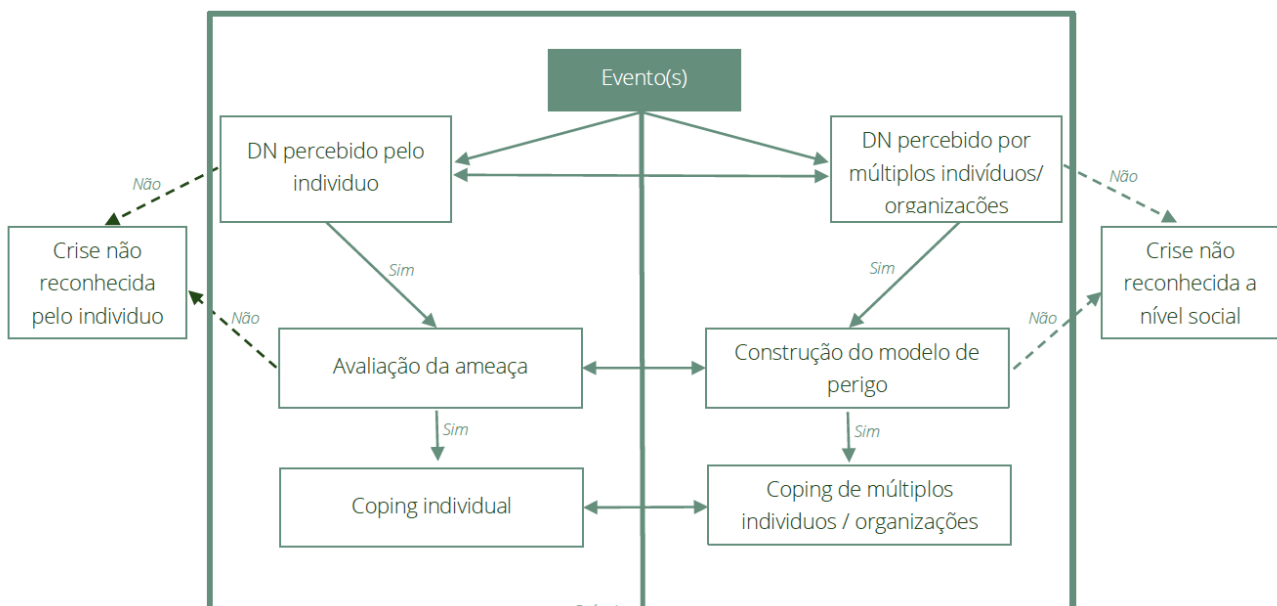 Evento(s)
DN percebido pelo
individuo
DN percebido por
múltiplos indivíduos/
organizações
Não
Não
Crise não
reconhecida
pelo individuo
Crise não
reconhecida a
nível social
Sim
Sim
Não
Não
Avaliação da ameaça
Construção do modelo de
perigo
Sim
Sim
Coping individual
Coping de múltiplos
individuos / organizações